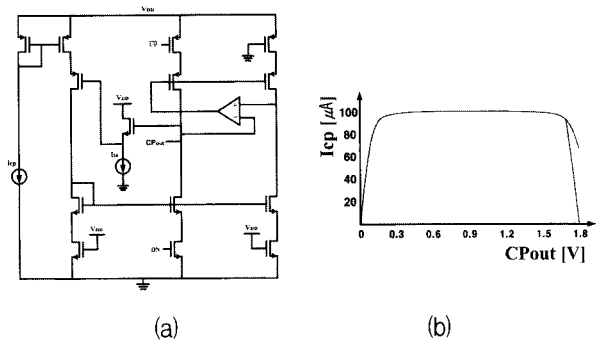 VDD
UP
VDD
CPout
Icp
VDD
DN
VDD
Icp [㎂]
100
80
60
40
20
0
0.3
0.6
0.9
1.2
1.5
1.8
CPout [V]
(a)
(b)